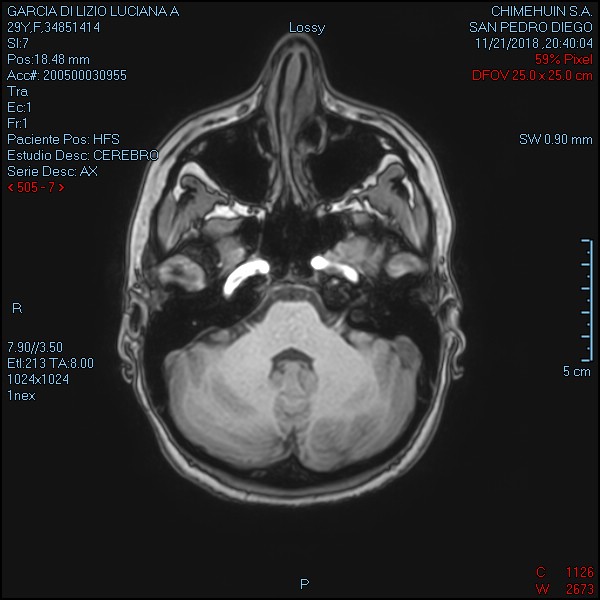 GARCIA DI LIZIO LUCIANA A
29Y,F,34851414
Sl:7
Pos:18.48 mm
Acc#: 200500030955
Tra
Ec:1
Fr:1
Paciente Pos: HFS
Estudio Desc: CEREBRO
Serie Desc: AX
< 505 - 7 >
Lossy
CHIMEHUIN S.A.
SAN PEDRO DIEGO
11/21/2018 ,20:40:04
59% Pixel
DFOV 25.0 x 25.0 cm
SW 0.90 mm
R
7.90//3.50
Etl:213 TA:8.00
1024x1024
1nex
5 cm
P
C 1126
W 2673